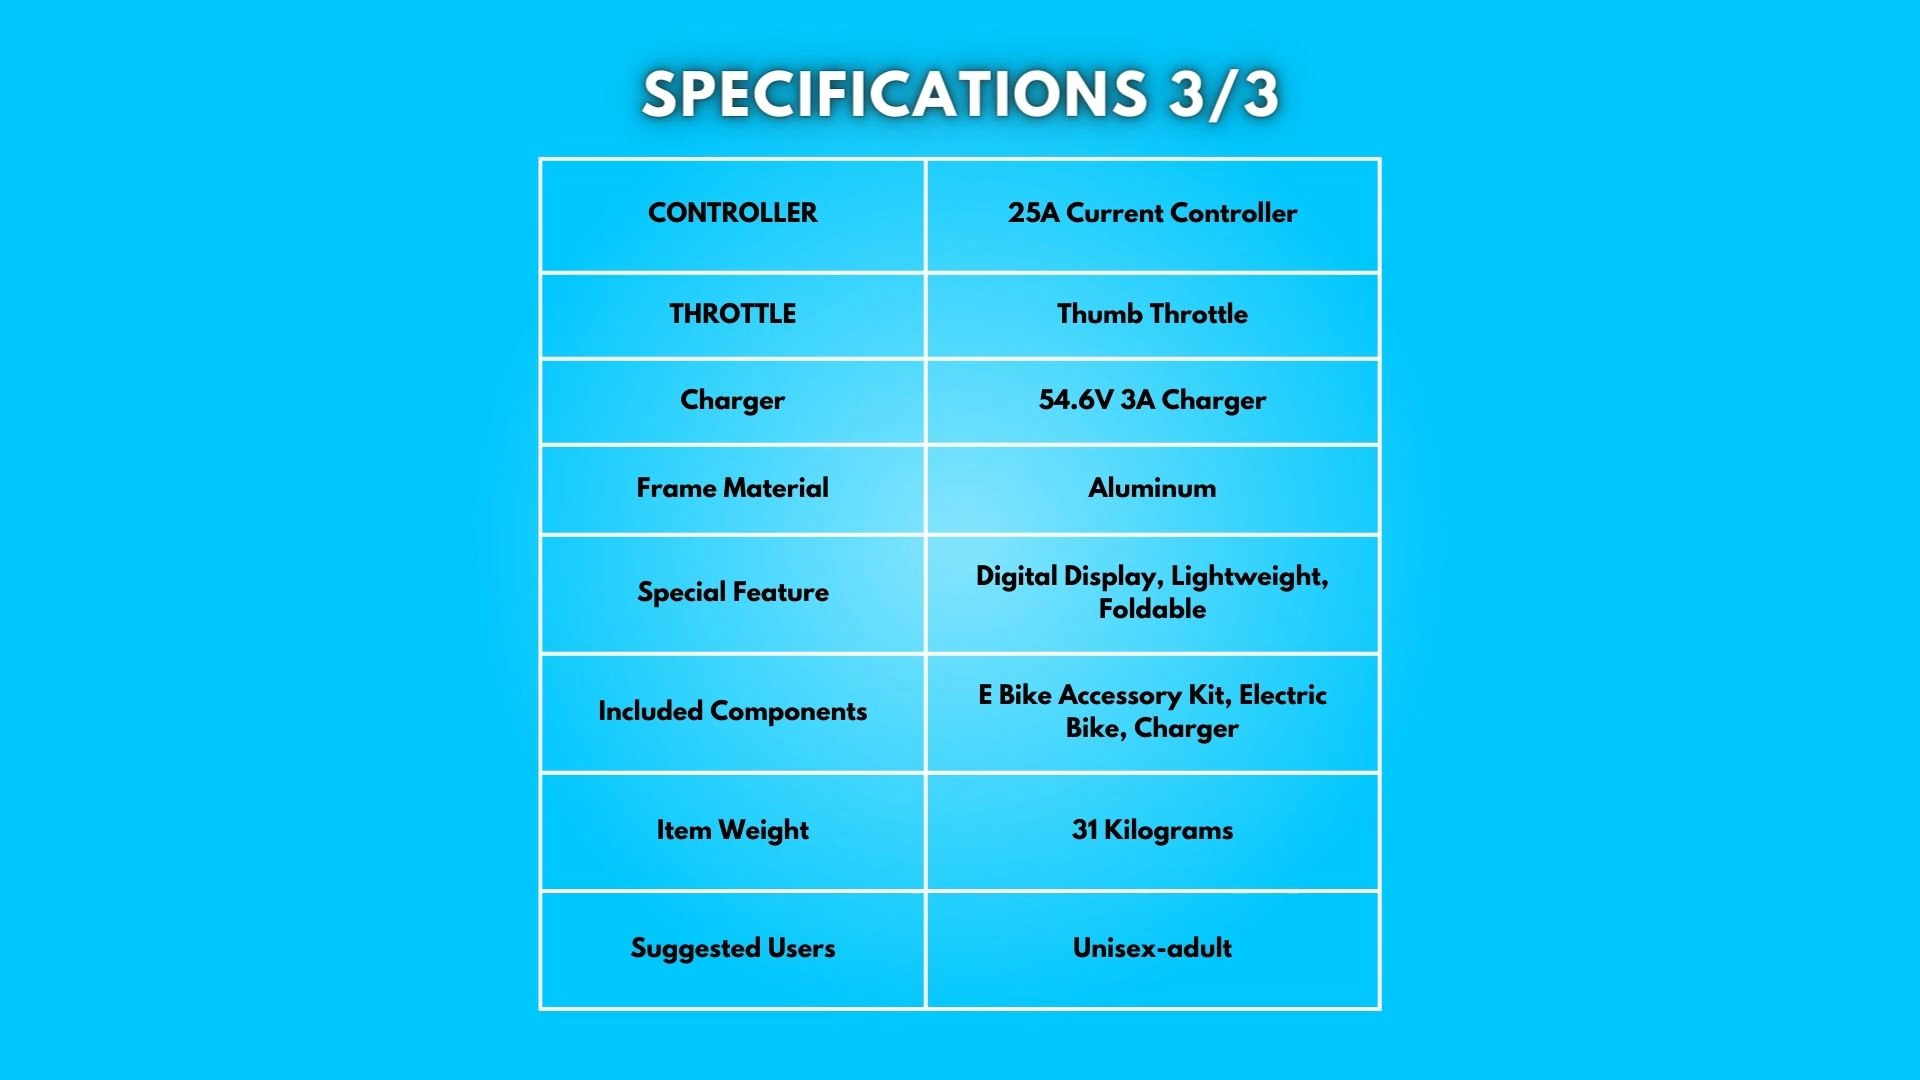 SPECIFICATIONS 3/3
CONTROLLER
25A Current Controller
THROTTLE
Thumb Throttle
Charger
54.6V 3A Charger
Frame Material
Aluminum
Special Feature
Digital Display, Lightweight,
Foldable
Included Components
E Bike Accessory Kit, Electric
Bike, Charger
Item Weight
31 Kilograms
Suggested Users
Unisex-adult